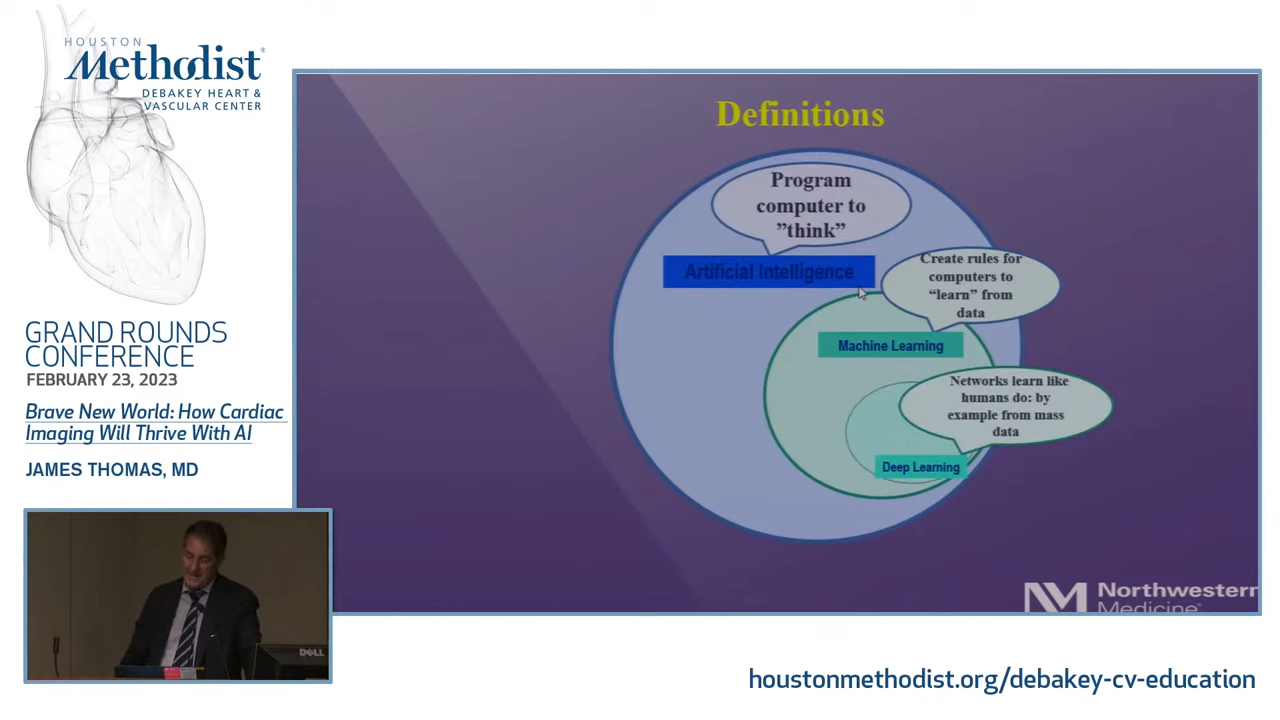 HOUSTON
Methodist®
DEBAKEY HEART &
VASCULAR CENTER
GRAND ROUNDS
CONFERENCE
FEBRUARY 23, 2023
Brave New World: How Cardiac
Imaging Will Thrive With AI
JAMES THOMAS, MD
Definitions
Program
computer to
”think”
Artificial Intelligence
Create rules for
computers to
“learn” from
data
Machine Learning
Networks learn like
humans do: by
example from mass
data
Deep Learning
Northwestern
Medicine®
DELL
houstonmethodist.org/debakey-cv-education